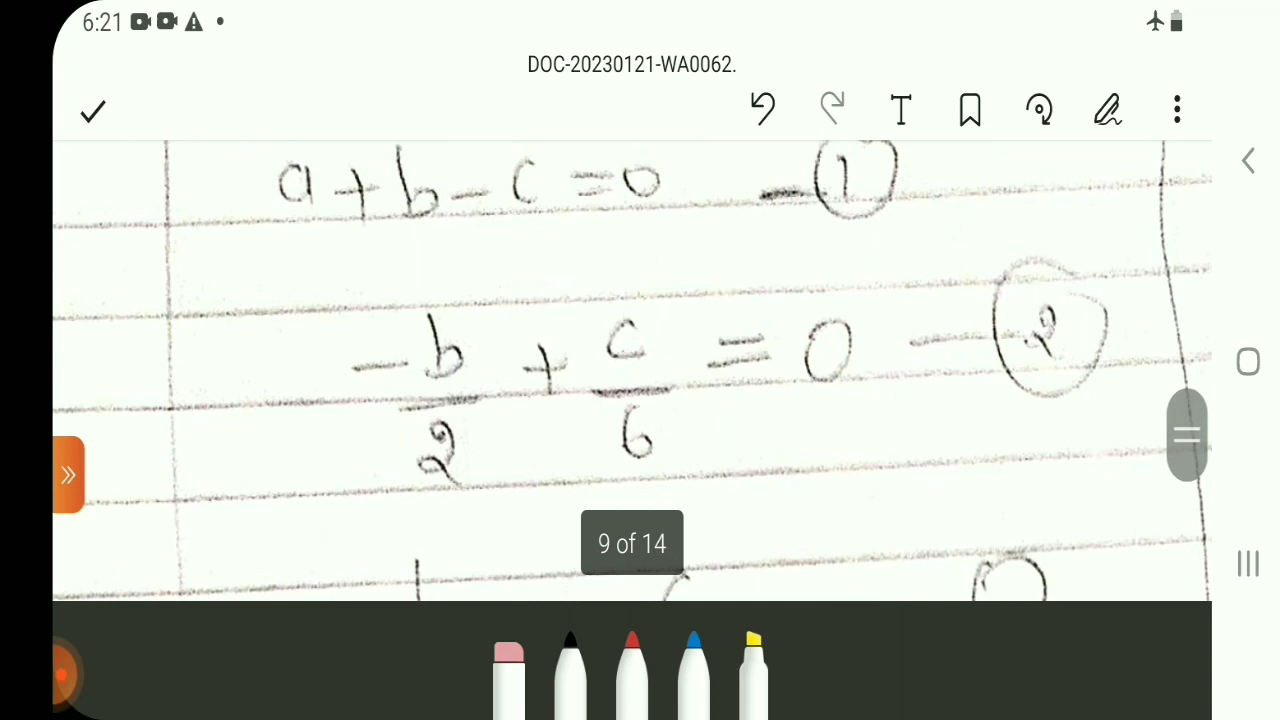 6:21
DOC-20230121-WA0062.
T
a + b - c = 0 - 1
- b/2 + c/6 = 0 - 2
9 of 14